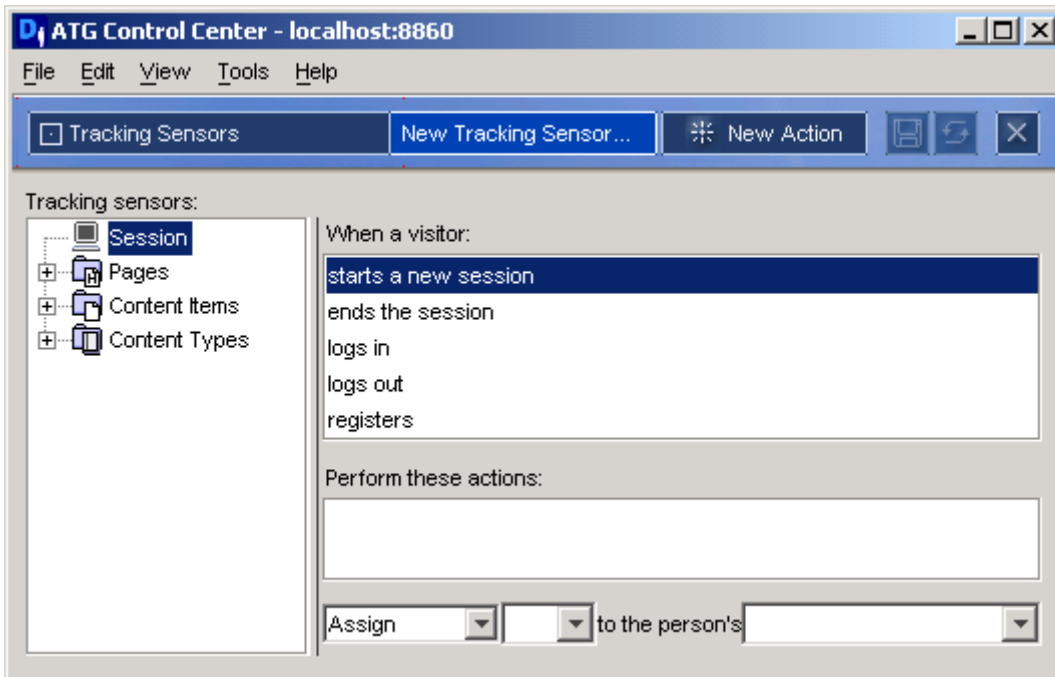 ATG Control Center - localhost:8860
File Edit View Tools Help
Tracking Sensors New Tracking Sensor... New Action
Tracking sensors:
Session
Pages
Content Items
Content Types
When a visitor:
starts a new session
ends the session
logs in
logs out
registers
Perform these actions:
Assign to the person's